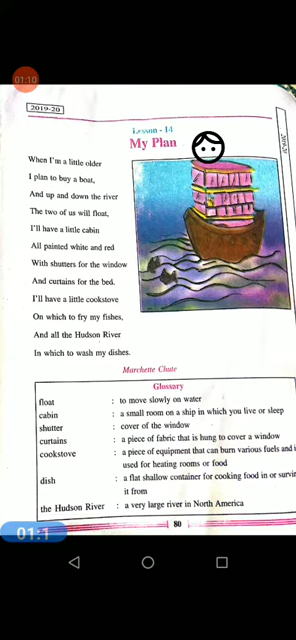 01:10
2019-20
2019-20
Lesson - 14
My Plan
When I'm a little older
I plan to buy a boat,
And up and down the river
The two of us will float,
I'll have a little cabin
All painted white and red
With shutters for the window
And curtains for the bed.
I'll have a little cookstove
On which to fry my fishes,
And all the Hudson River
In which to wash my dishes.
Marchette Chute
Glossary
float : to move slowly on water
cabin : a small room on a ship in which you live or sleep
shutter : cover of the window
curtains : a piece of fabric that is hung to cover a window
cookstove : a piece of equipment that can burn various fuels and i
used for heating rooms or food
dish : a flat shallow container for cooking food in or servin
it from
the Hudson River : a very large river in North America
80
01:1